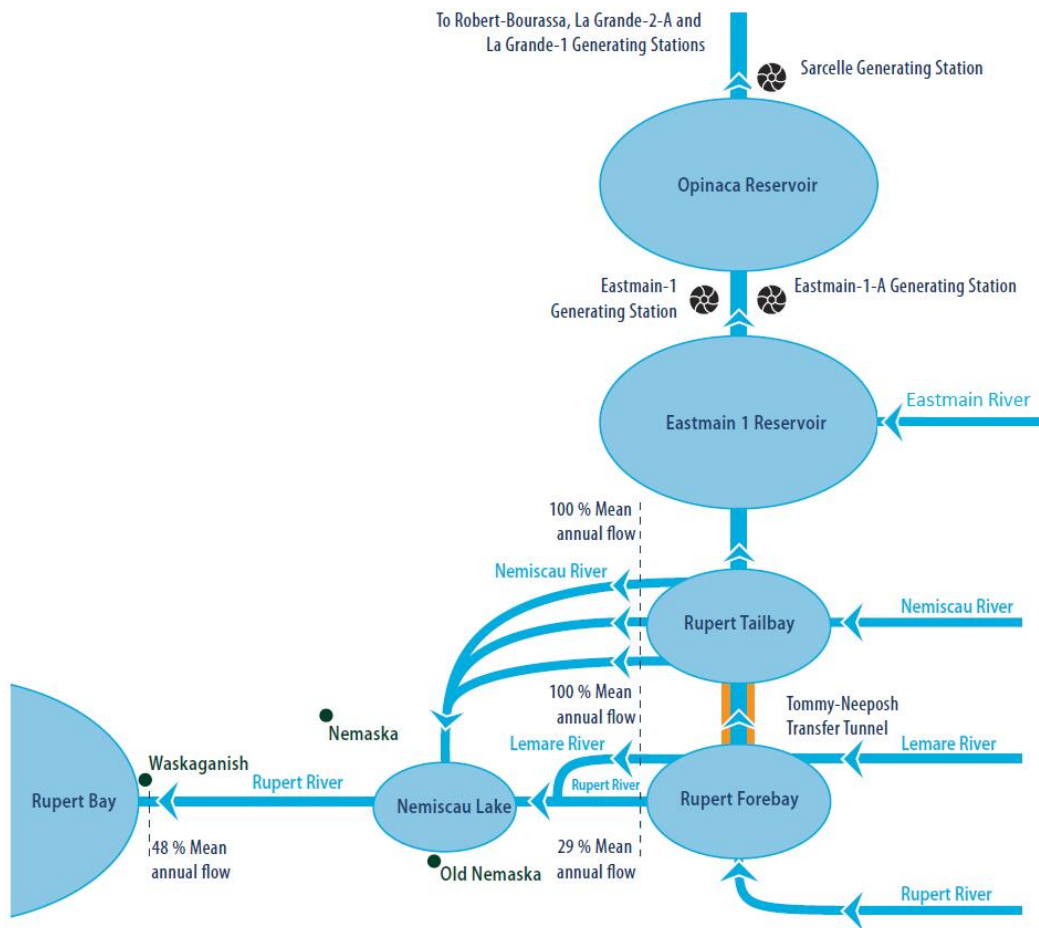 To Robert-Bourassa, La Grande-2-A and
La Grande-1 Generating Stations
Sarcelle Generating Station
Opinaca Reservoir
Eastmain-1
Generating Station
Eastmain-1-A Generating Station
Eastmain River
Eastmain 1 Reservoir
100 % Mean
annual flow
Nemiscau River
Nemiscau River
Rupert Tailbay
100 % Mean
annual flow
Tommy-Neeposh
Transfer Tunnel
Nemaska
Lemare River
Lemare River
Waskaganish
Rupert River
Rupert River
Rupert Bay
Nemiscau Lake
Rupert Forebay
48 % Mean
annual flow
Old Nemaska
29 % Mean
annual flow
Rupert River